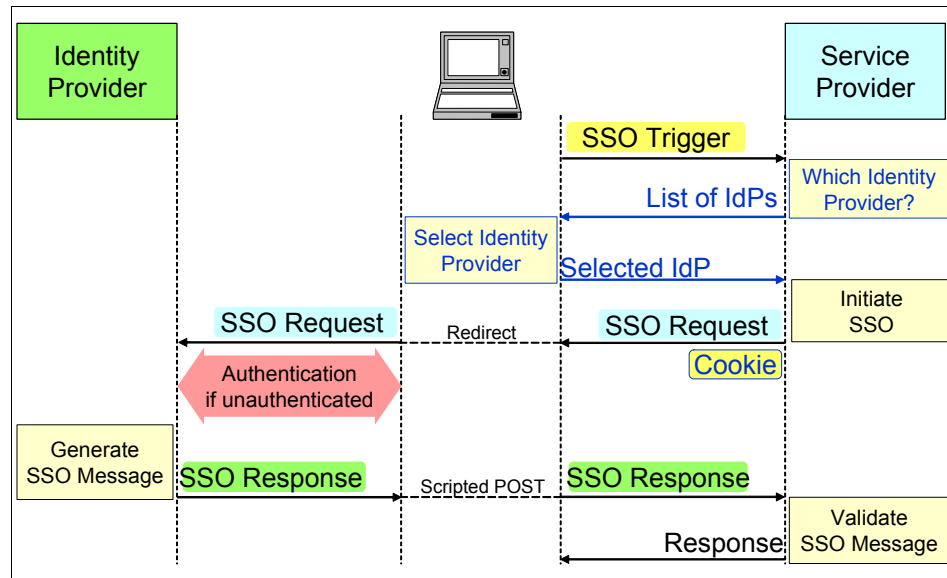 Identity
Provider
Service
Provider
SSO Trigger
Which Identity
Provider?
List of IdPs
Select Identity
Provider
Selected IdP
Initiate
SSO
SSO Request
Redirect
SSO Request
Cookie
Authentication
if unauthenticated
Generate
SSO Message
SSO Response
Scripted POST
SSO Response
Validate
SSO Message
Response